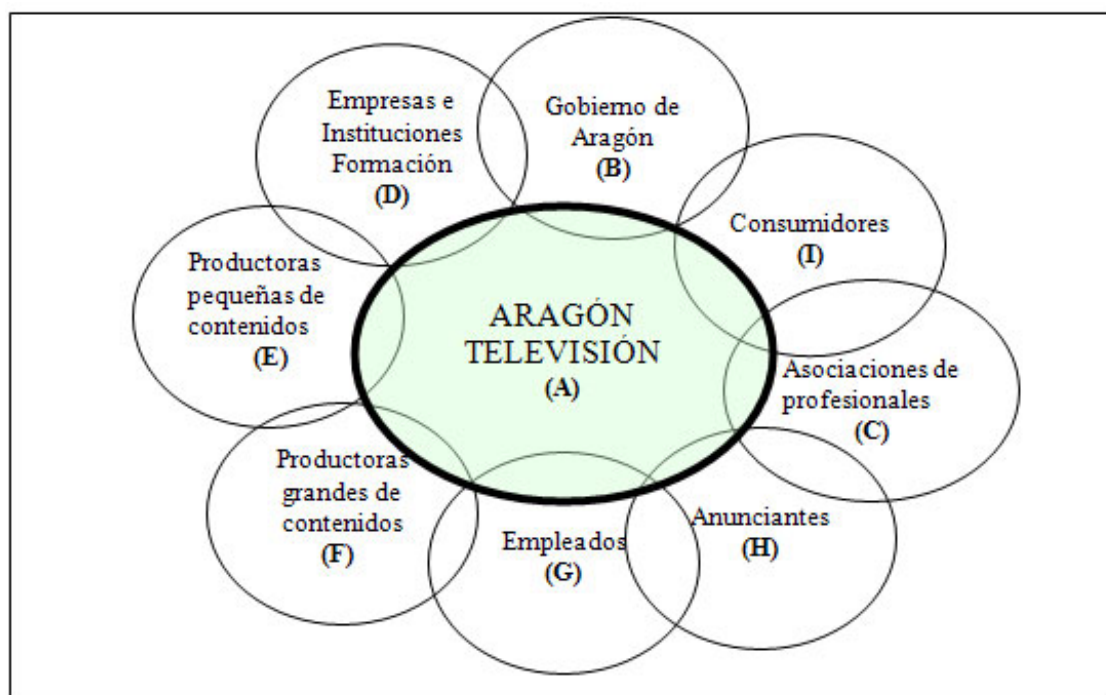 Empresas e
Instituciones
Formación
(D)
Gobierno de
Aragón
(B)
Consumidores
(I)
Productoras
pequeñas de
contenidos
(E)
ARAGÓN
TELEVISIÓN
(A)
Asociaciones de
profesionales
(C)
Productoras
grandes de
contenidos
(F)
Empleados
(G)
Anunciantes
(H)